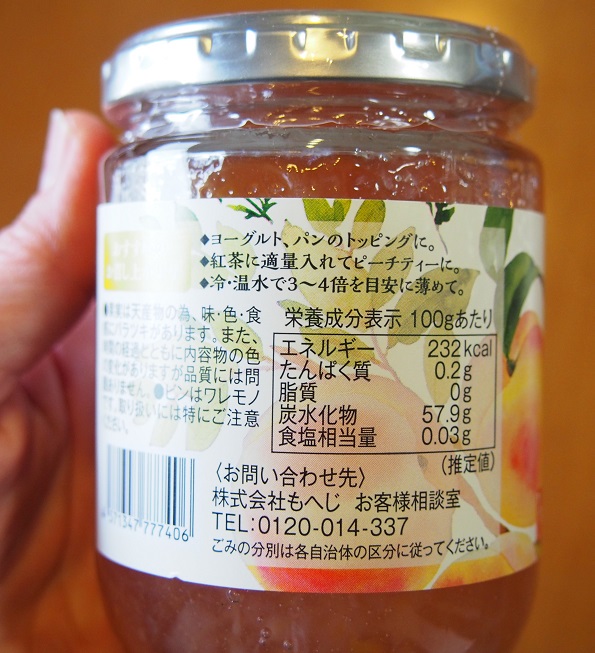 ◆ヨーグルト、パンのトッピングに。
◆紅茶に適量入れてピーチティーに。
◆冷・温水で3〜4倍を目安に薄めて。
●果実は天産物の為、味・色・食
感にバラツキがあります。また、
時間の経過とともに内容物の色
が変化がありますが品質には問
題ありません。●ビンはワレモノ
です。取り扱いには特にご注意
ください。
栄養成分表示 100gあたり
エネルギー 232kcal
たんぱく質 0.2g
脂質 0g
炭水化物 57.9g
食塩相当量 0.03g
(推定値)
〈お問い合わせ先〉
株式会社もへじ お客様相談室
TEL:0120-014-337
ごみの分別は各自治体の区分に従ってください。
571347777406